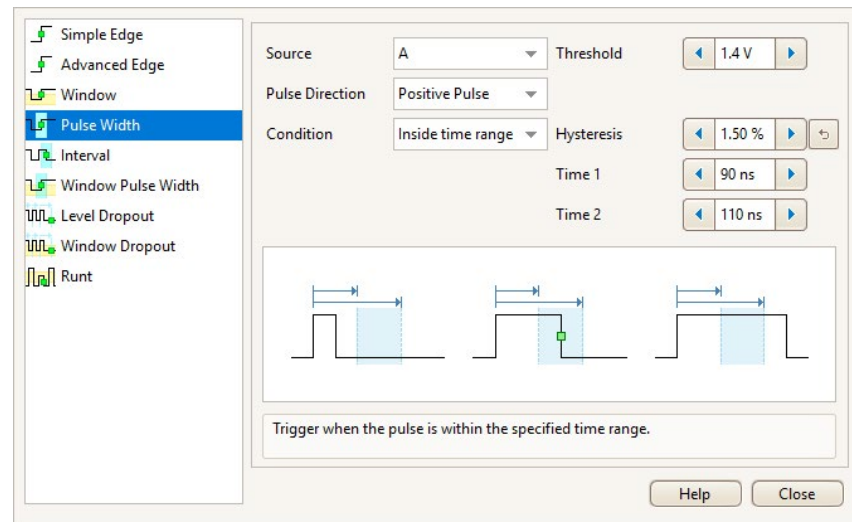 Simple Edge
Advanced Edge
Window
Pulse Width
Interval
Window Pulse Width
Level Dropout
Window Dropout
Runt
Source A Threshold 1.4 V
Pulse Direction Positive Pulse
Condition Inside time range Hysteresis 1.50 %
Time 1 90 ns
Time 2 110 ns
Trigger when the pulse is within the specified time range.
Help Close